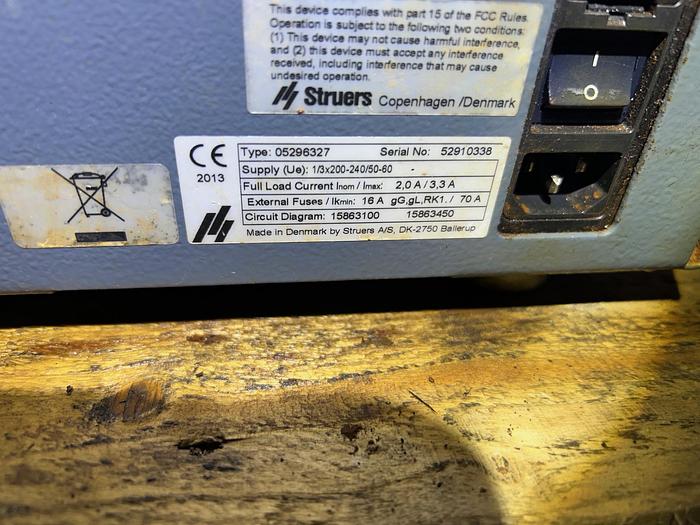 This device complies with part 15 of the FCC Rules.
Operation is subject to the following two conditions:
(1) This device may not cause harmful interference,
and (2) this device must accept any interference
received, including interference that may cause
undesired operation.
Struers Copenhagen /Denmark
CE
2013
Type: 05296327 Serial No: 52910338
Supply (Ue): 1/3x200-240/50-60 -
Full Load Current Inom / Imax: 2,0 A / 3,3 A
External Fuses / Ikmin: 16 A gG,gL,RK1. / 70 A
Circuit Diagram: 15863100 15863450
Made in Denmark by Struers A/S, DK-2750 Ballerup
I
O